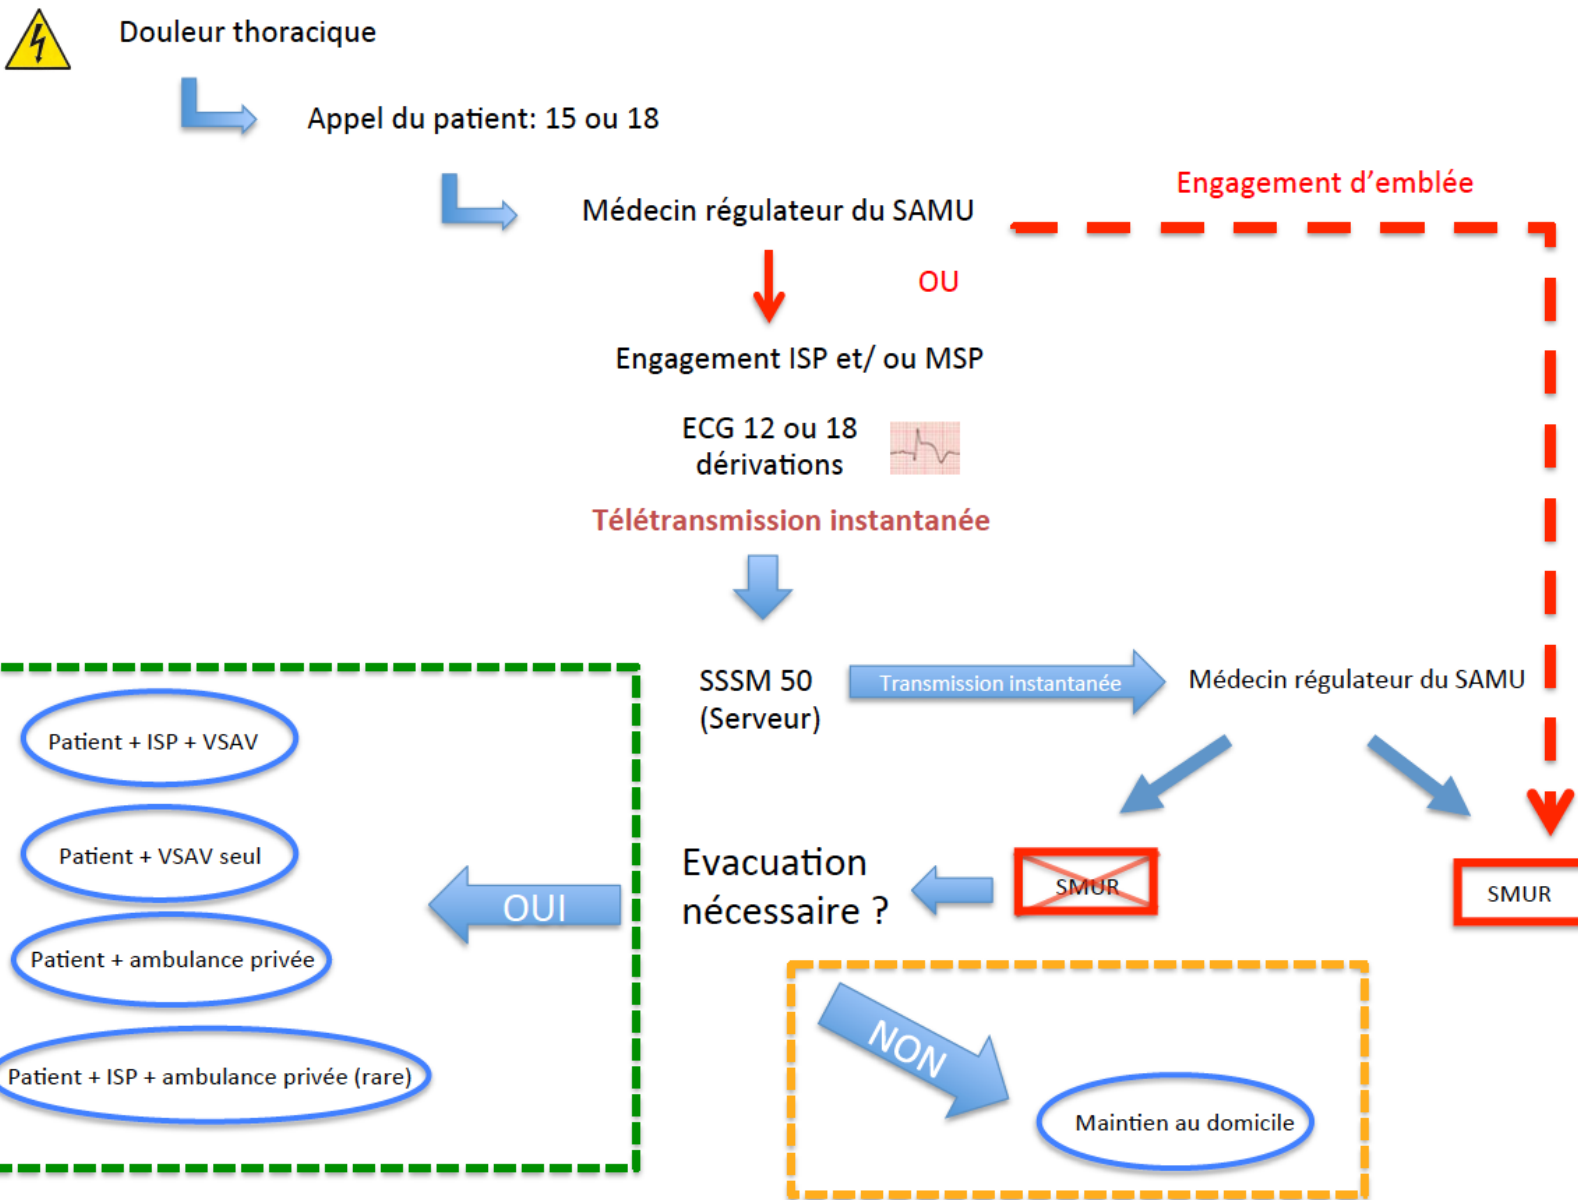 Douleur thoracique
Appel du patient: 15 ou 18
Médecin régulateur du SAMU
Engagement d’emblée
OU
Engagement ISP et/ ou MSP
ECG 12 ou 18
dérivations
Télétransmission instantanée
SSSM 50
(Serveur)
Transmission instantanée
Médecin régulateur du SAMU
SMUR
SMUR
Evacuation
nécessaire ?
OUI
Patient + ISP + VSAV
Patient + VSAV seul
Patient + ambulance privée
Patient + ISP + ambulance privée (rare)
NON
Maintien au domicile